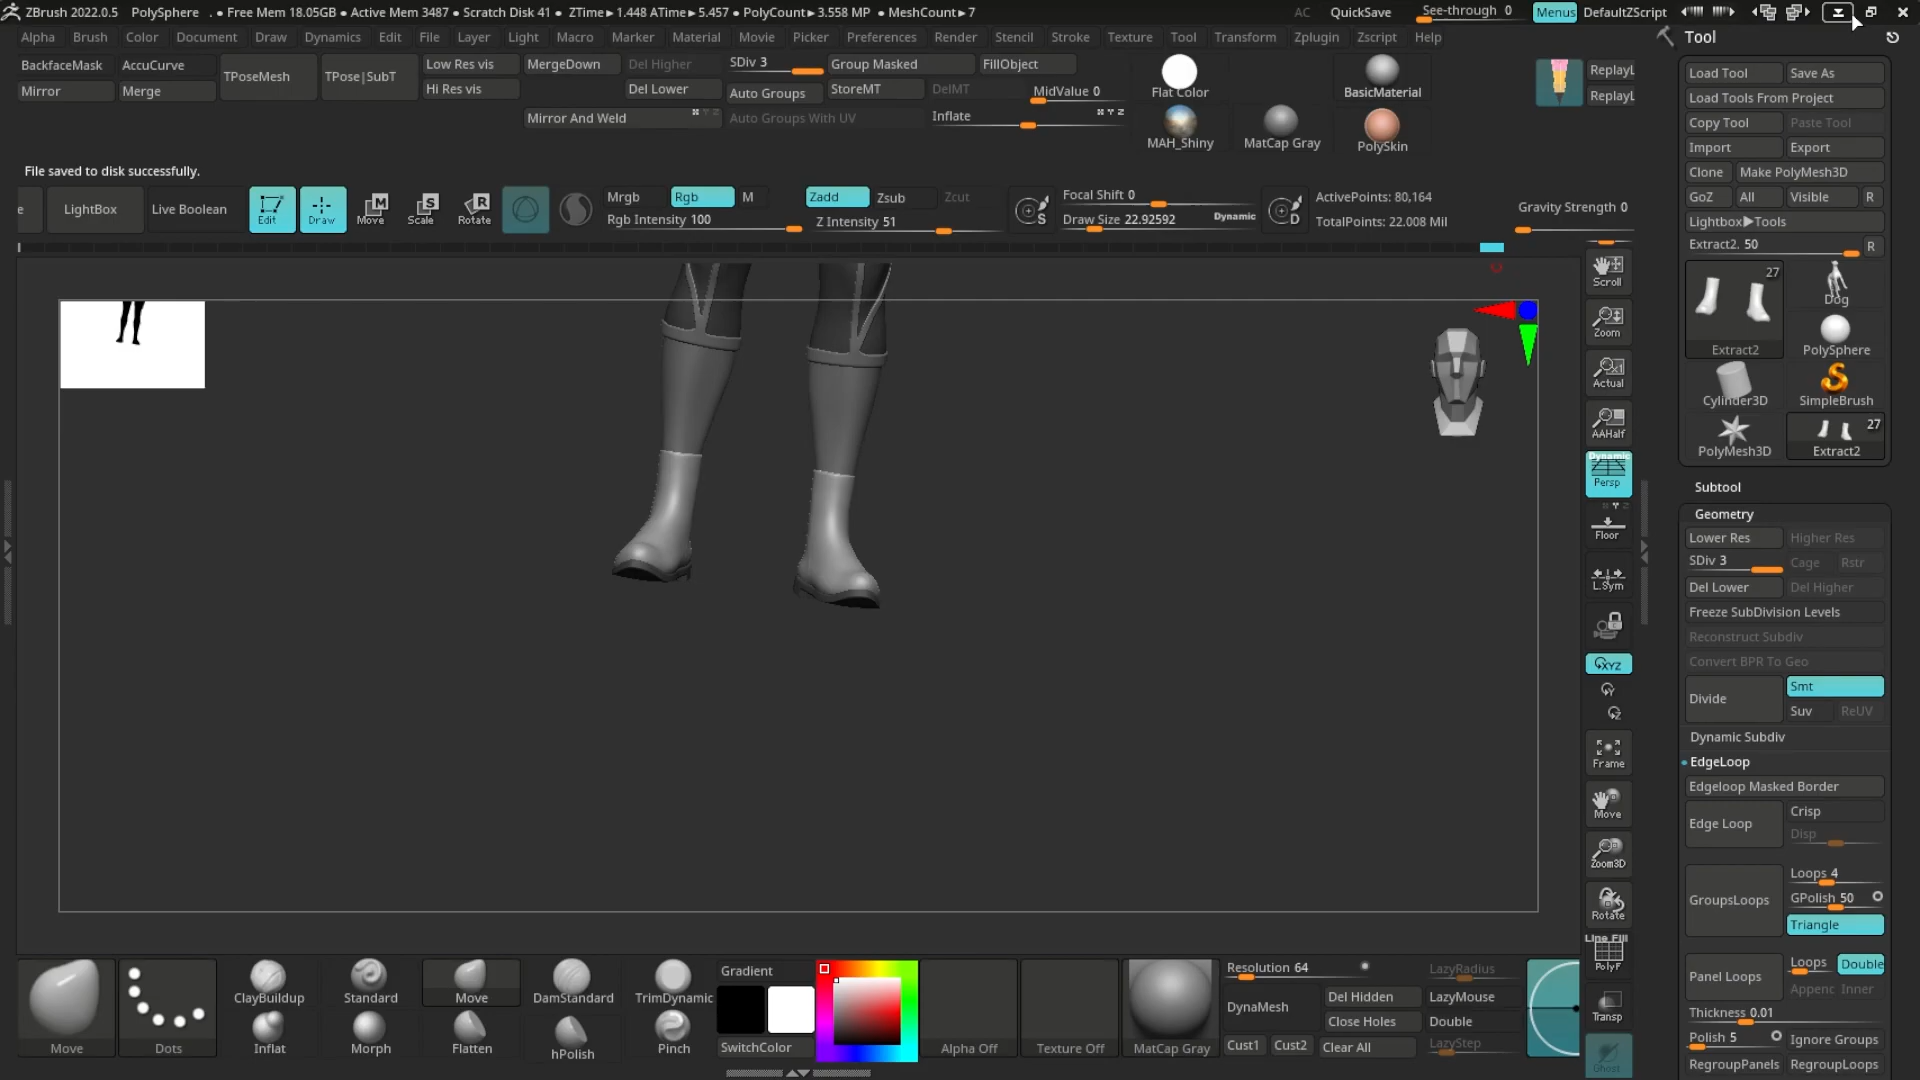 ZBrush 2022.0.5 PolySphere . • Free Mem 18.05GB • Active Mem 3487 • Scratch Disk 41 • ZTime►1.448 ATime►5.457 • PolyCount►3.558 MP • MeshCount►7 AC QuickSave See-through 0 Menus DefaultZScript
Alpha Brush Color Document Draw Dynamics Edit File Layer Light Macro Marker Material Movie Picker Preferences Render Stencil Stroke Texture Tool Transform Zplugin Zscript Help
BackfaceMask AccuCurve TPoseMesh TPose|SubT Low Res vis MergeDown Del Higher SDiv 3 Group Masked FillObject
Mirror Merge Hi Res vis Del Lower Auto Groups StoreMT DelMT MidValue 0 Flat Color BasicMaterial ReplayL
ReplayL
Mirror And Weld Auto Groups With UV Inflate MAH_Shiny MatCap Gray PolySkin
File saved to disk successfully.
e LightBox Live Boolean Edit Draw Move Scale Rotate Mrgb Rgb M Zadd Zsub Zcut Focal Shift 0 ActivePoints: 80,164 Gravity Strength 0
Rgb Intensity 100 Z Intensity 51 S Draw Size 22.92592 Dynamic D TotalPoints: 22.008 Mil
Scroll
Zoom
Actual
AAHalf
Dynamic
Persp
Floor
L.Sym
XYZ
Y
Z
Frame
Move
Zoom3D
Rotate
Line Fill
PolyF
Transp
Ghost
Tool
Load Tool Save As
Load Tools From Project
Copy Tool Paste Tool
Import Export
Clone Make PolyMesh3D
GoZ All Visible R
Lightbox►Tools
Extract2. 50 R
27
Dog
Extract2 PolySphere
Cylinder3D SimpleBrush
27
PolyMesh3D Extract2
Subtool
Geometry
Lower Res Higher Res
SDiv 3 Cage Rstr
Del Lower Del Higher
Freeze SubDivision Levels
Reconstruct Subdiv
Convert BPR To Geo
Divide Smt
Suv ReUV
Dynamic Subdiv
EdgeLoop
Edgeloop Masked Border
Edge Loop Crisp
Disp
GroupsLoops Loops 4
GPolish 50
Triangle
Panel Loops Loops Double
Appenc Inner
Thickness 0.01
Polish 5 Ignore Groups
RegroupPanels RegroupLoops
Move Dots ClayBuildup Standard Move DamStandard TrimDynamic
Inflat Morph Flatten hPolish Pinch
Gradient
SwitchColor
Alpha Off Texture Off MatCap Gray
Resolution 64 LazyRadius
DynaMesh Del Hidden LazyMouse
Close Holes Double
Cust1 Cust2 Clear All LazyStep